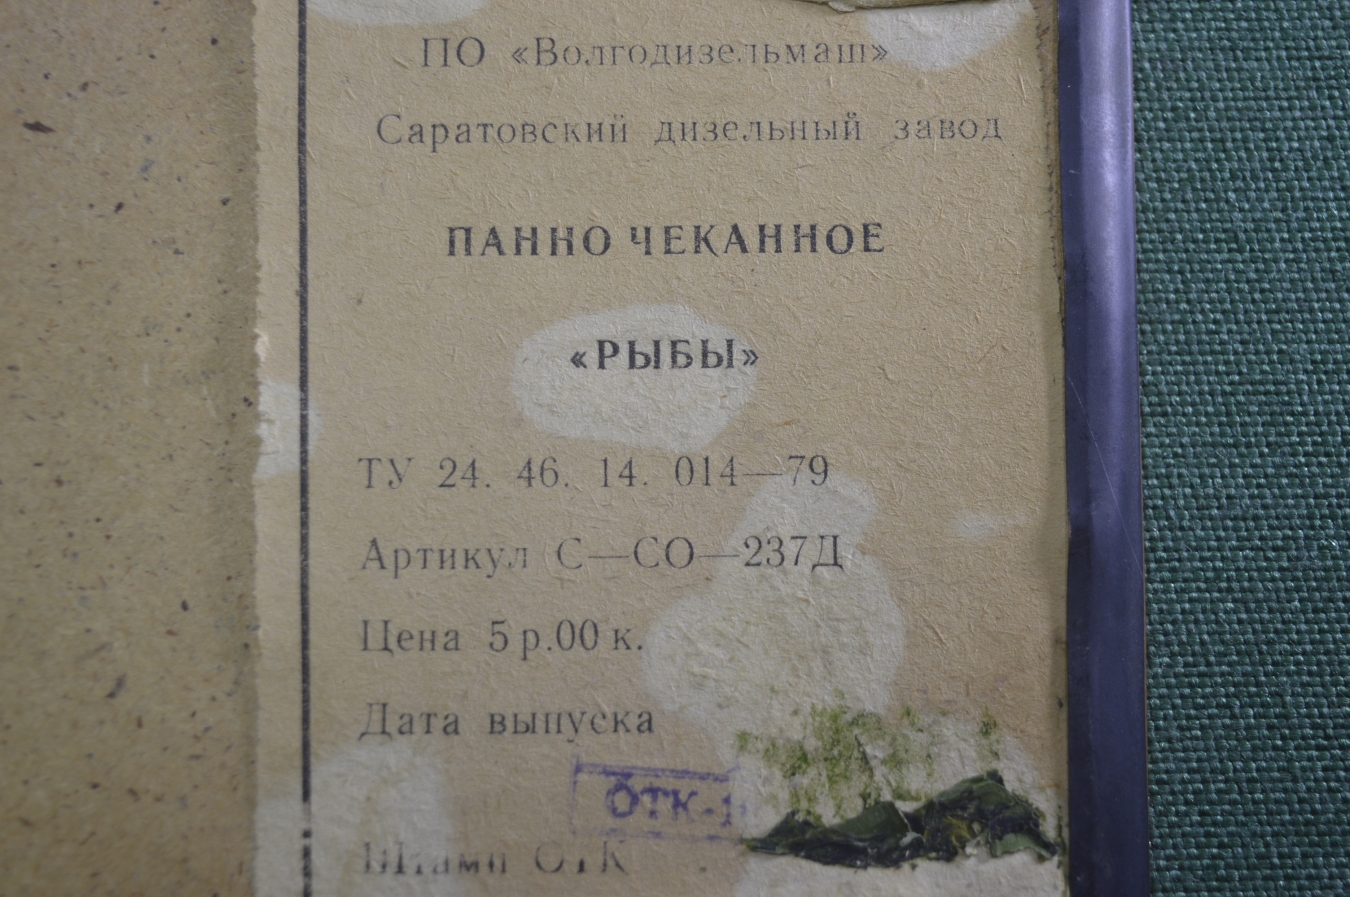 ПО «Волгодизельмаш»
Саратовский дизельный завод
ПАННО ЧЕКАННОЕ
«РЫБЫ»
ТУ 24. 46. 14. 014—79
Артикул С—СО—237Д
Цена 5 р.00 к.
Дата выпуска
ОТК-1
Штамп ОТК